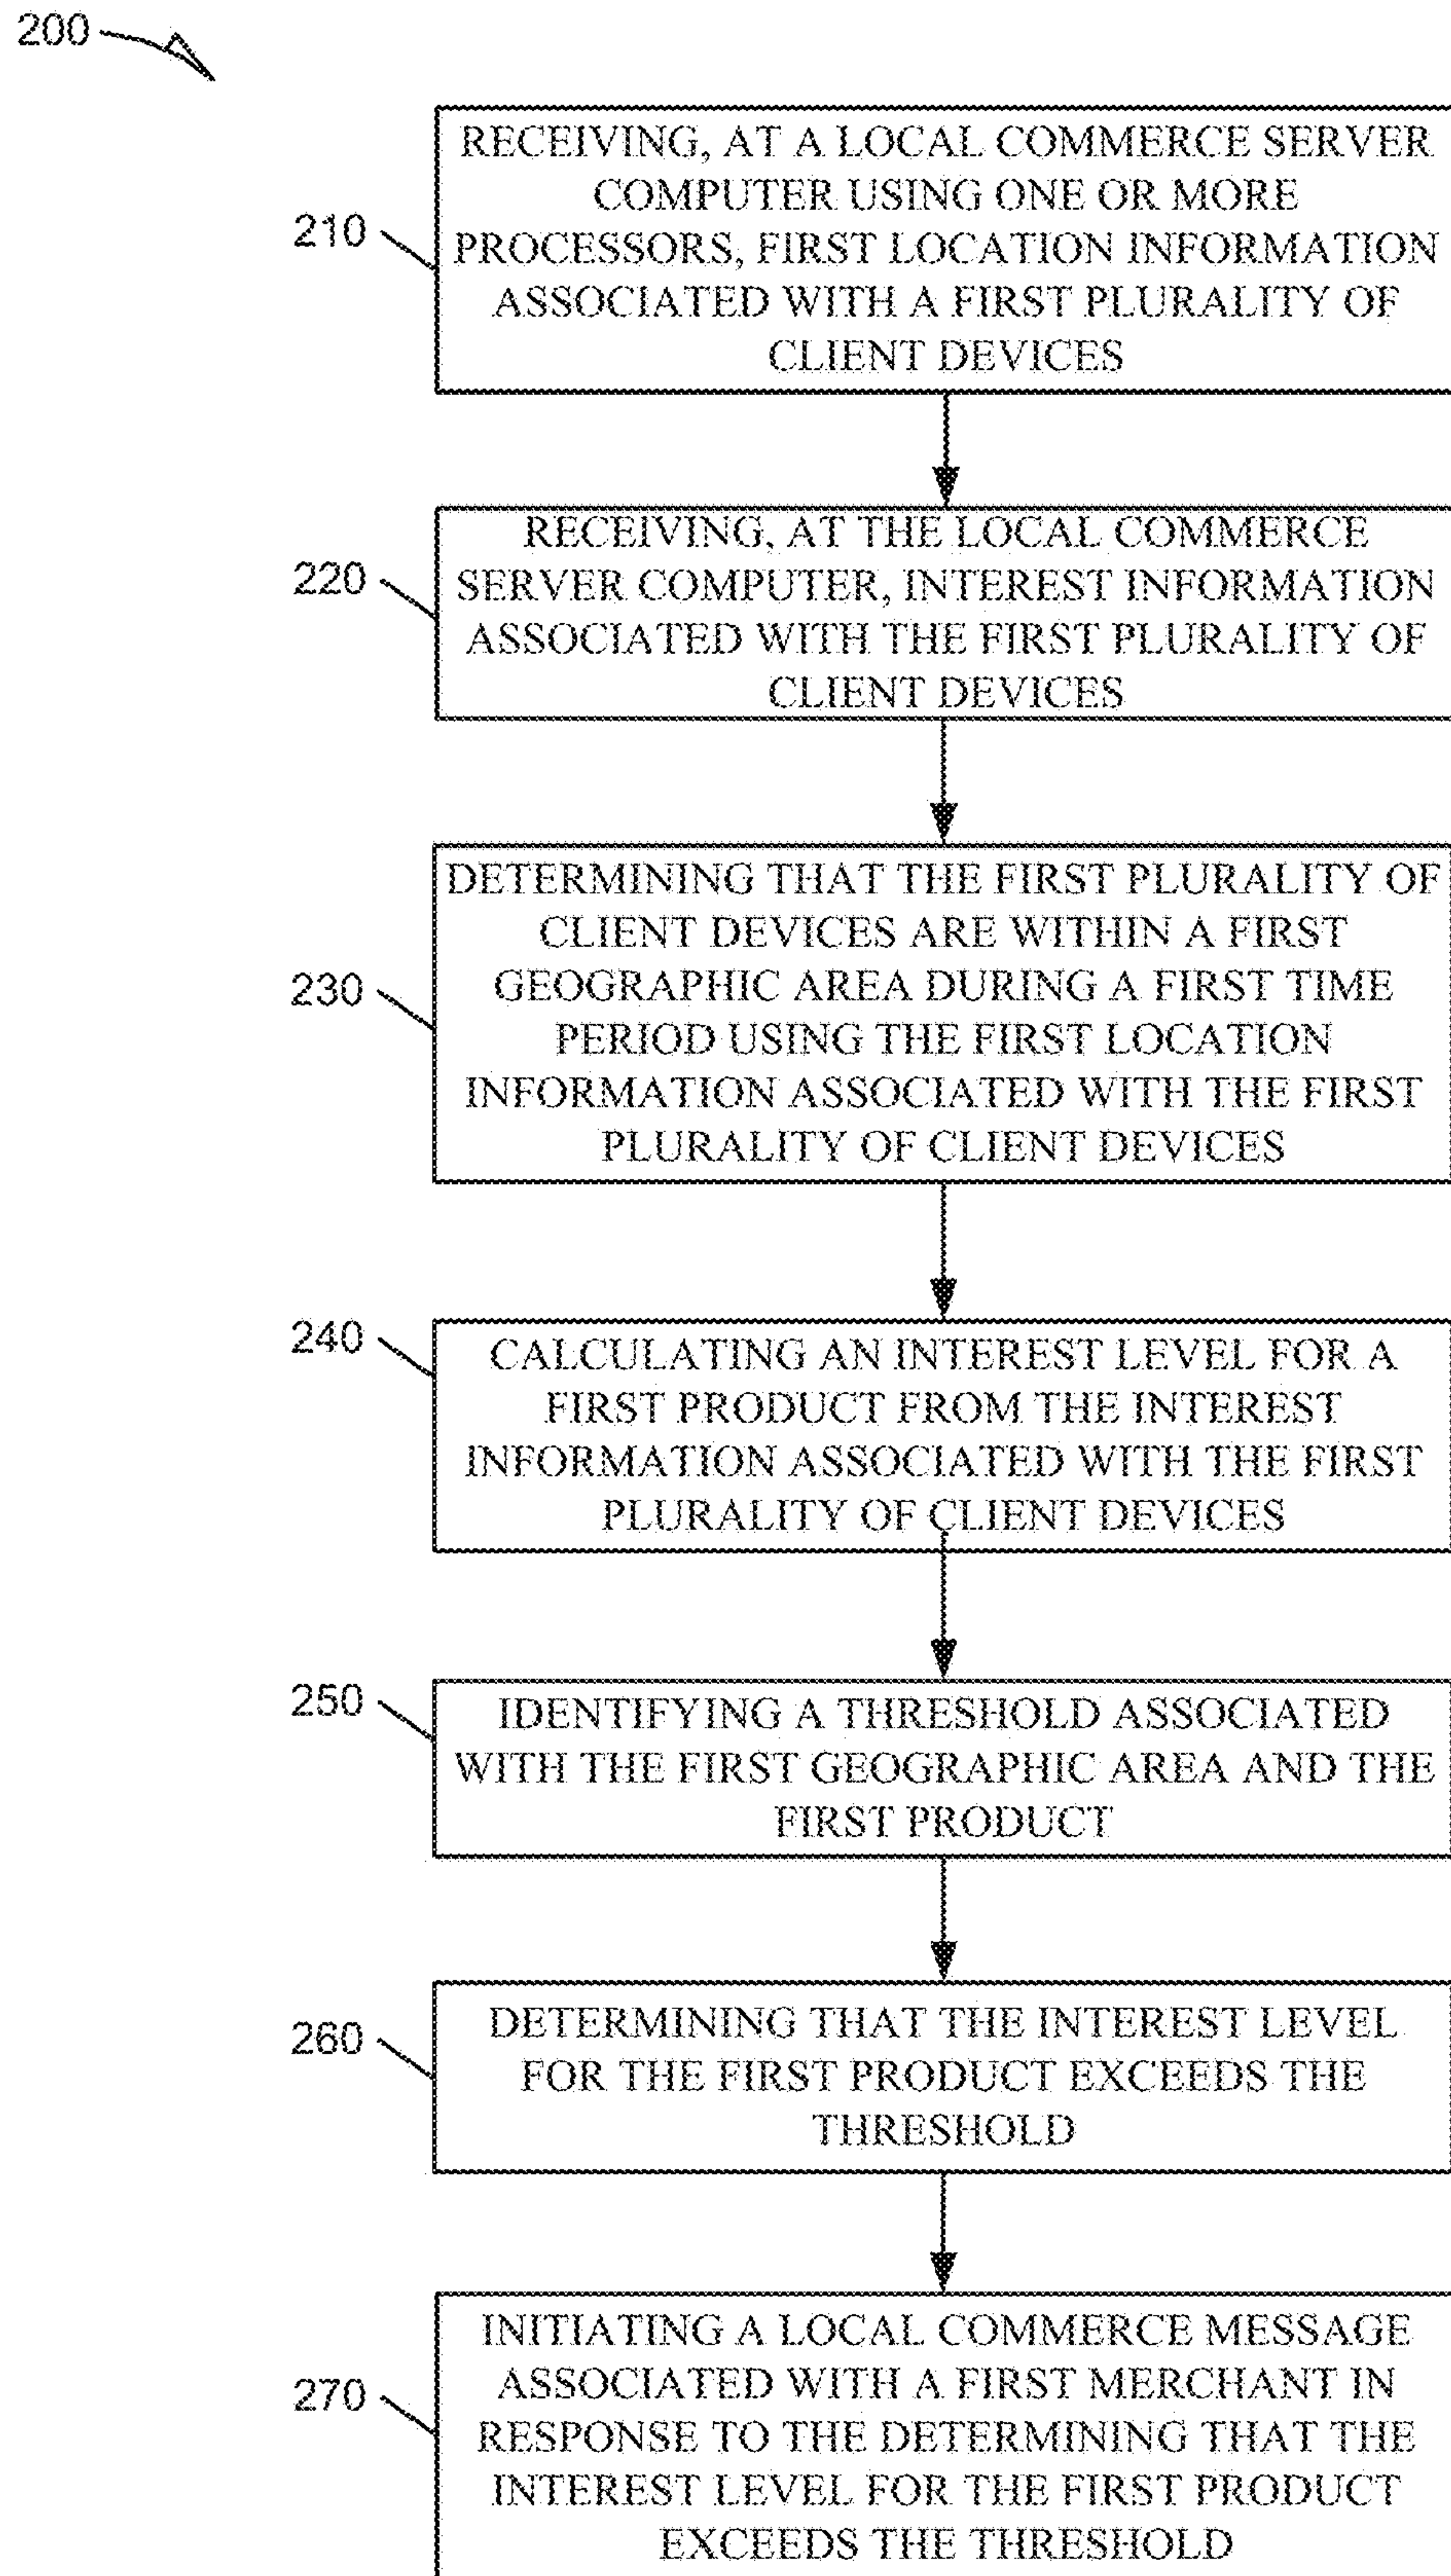 200
210
RECEIVING, AT A LOCAL COMMERCE SERVER
COMPUTER USING ONE OR MORE
PROCESSORS, FIRST LOCATION INFORMATION
ASSOCIATED WITH A FIRST PLURALITY OF
CLIENT DEVICES
220
RECEIVING, AT THE LOCAL COMMERCE
SERVER COMPUTER, INTEREST INFORMATION
ASSOCIATED WITH THE FIRST PLURALITY OF
CLIENT DEVICES
230
DETERMINING THAT THE FIRST PLURALITY OF
CLIENT DEVICES ARE WITHIN A FIRST
GEOGRAPHIC AREA DURING A FIRST TIME
PERIOD USING THE FIRST LOCATION
INFORMATION ASSOCIATED WITH THE FIRST
PLURALITY OF CLIENT DEVICES
240
CALCULATING AN INTEREST LEVEL FOR A
FIRST PRODUCT FROM THE INTEREST
INFORMATION ASSOCIATED WITH THE FIRST
PLURALITY OF CLIENT DEVICES
250
IDENTIFYING A THRESHOLD ASSOCIATED
WITH THE FIRST GEOGRAPHIC AREA AND THE
FIRST PRODUCT
260
DETERMINING THAT THE INTEREST LEVEL
FOR THE FIRST PRODUCT EXCEEDS THE
THRESHOLD
270
INITIATING A LOCAL COMMERCE MESSAGE
ASSOCIATED WITH A FIRST MERCHANT IN
RESPONSE TO THE DETERMINING THAT THE
INTEREST LEVEL FOR THE FIRST PRODUCT
EXCEEDS THE THRESHOLD